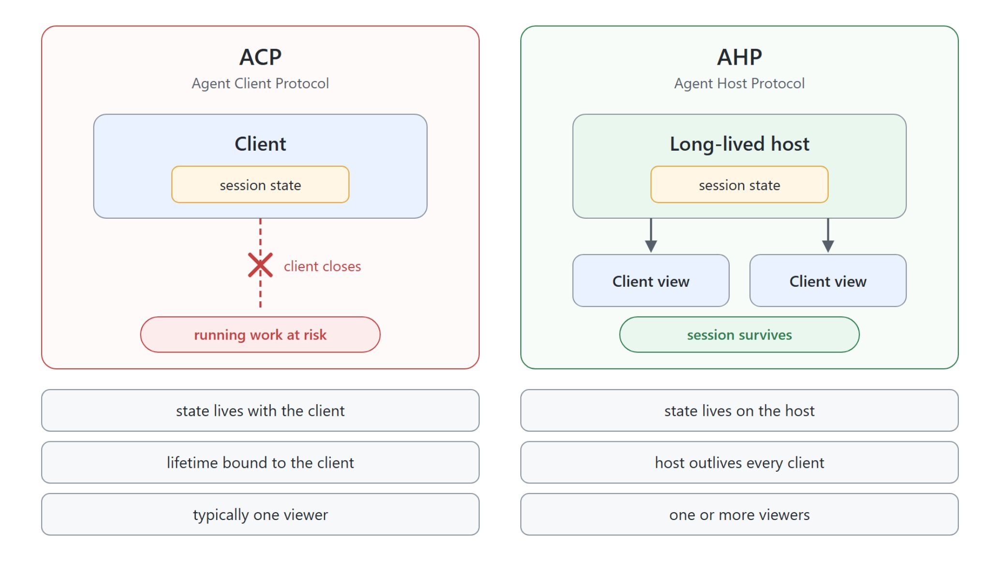 ACP
Agent Client Protocol
Client
session state
client closes
running work at risk
state lives with the client
lifetime bound to the client
typically one viewer
AHP
Agent Host Protocol
Long-lived host
session state
Client view
Client view
session survives
state lives on the host
host outlives every client
one or more viewers